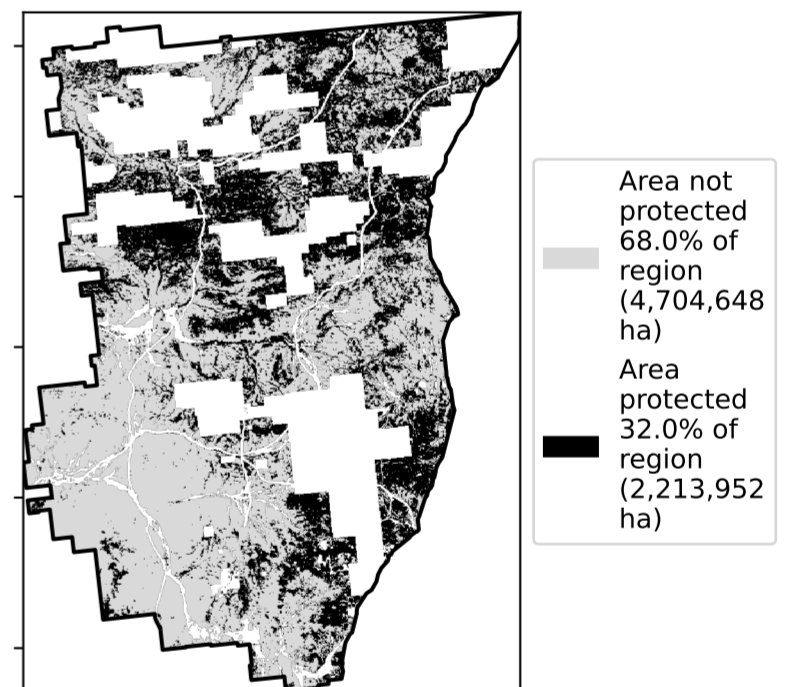 Area not
protected
68.0% of
region
(4,704,648
ha)
Area
protected
32.0% of
region
(2,213,952
ha)